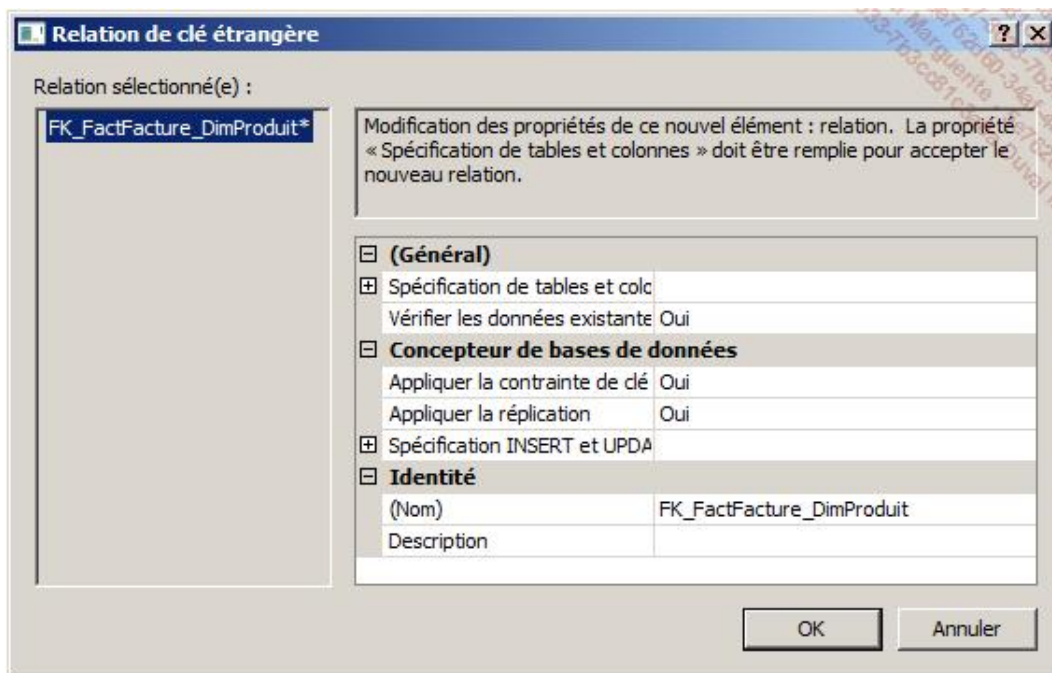 Relation de clé étrangère
Relation sélectionné(e) :
FK_FactFacture_DimProduit*
Modification des propriétés de ce nouvel élément : relation. La propriété
« Spécification de tables et colonnes » doit être remplie pour accepter le
nouveau relation.
(Général)
Spécification de tables et colc
Vérifier les données existante Oui
Concepteur de bases de données
Appliquer la contrainte de clé Oui
Appliquer la réplication Oui
Spécification INSERT et UPDA
Identité
(Nom) FK_FactFacture_DimProduit
Description
OK Annuler
Marguerite
Duval